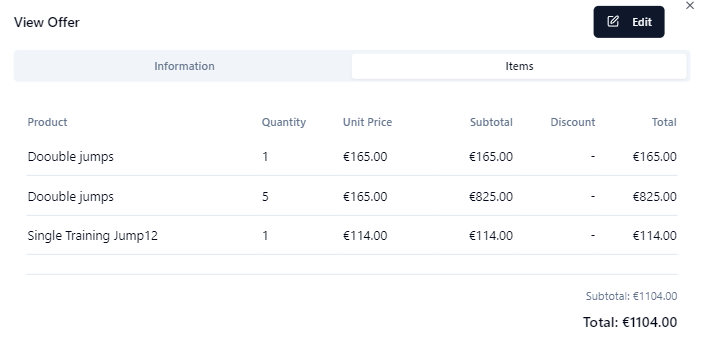 View Offer
Edit
Information Items
Product Quantity Unit Price Subtotal Discount Total
Doouble jumps 1 €165.00 €165.00 - €165.00
Doouble jumps 5 €165.00 €825.00 - €825.00
Single Training Jump12 1 €114.00 €114.00 - €114.00
Subtotal: €1104.00
Total: €1104.00